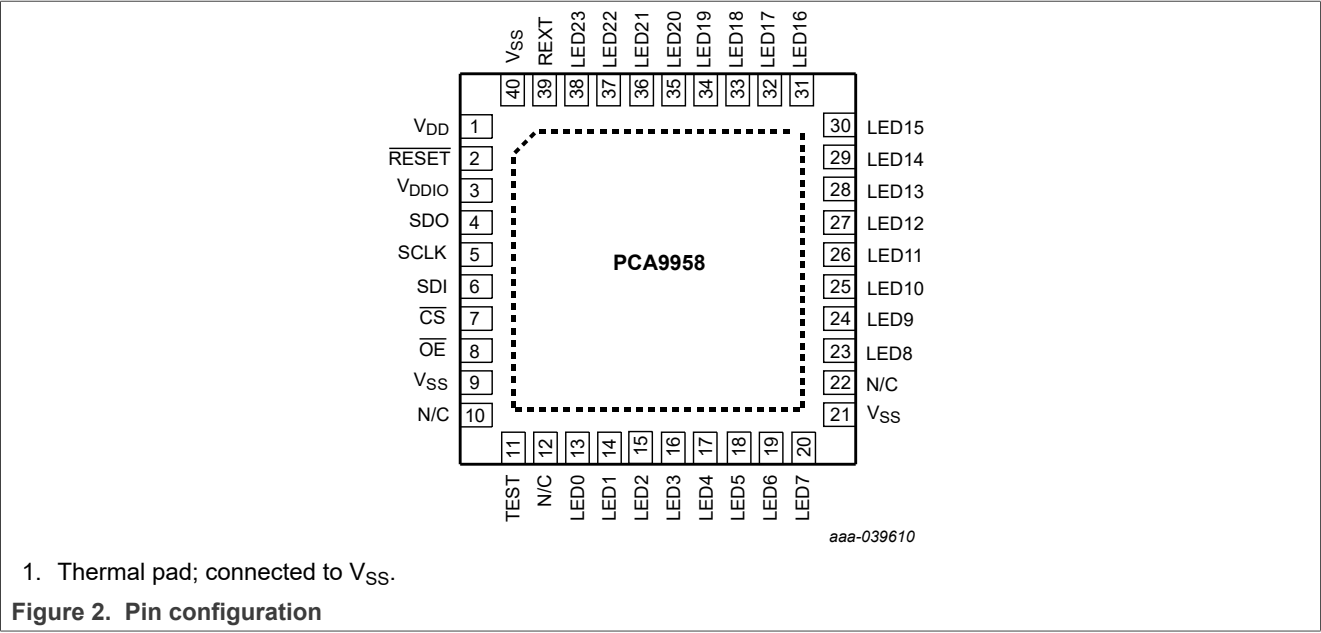 VSS
REXT
LED23
LED22
LED21
LED20
LED19
LED18
LED17
LED16
40
39
38
37
36
35
34
33
32
31
VDD 1
RESET 2
VDDIO 3
SDO 4
SCLK 5
SDI 6
CS 7
OE 8
VSS 9
N/C 10
PCA9958
30 LED15
29 LED14
28 LED13
27 LED12
26 LED11
25 LED10
24 LED9
23 LED8
22 N/C
21 VSS
11
12
13
14
15
16
17
18
19
20
TEST
N/C
LED0
LED1
LED2
LED3
LED4
LED5
LED6
LED7
aaa-039610
1. Thermal pad; connected to VSS.
Figure 2. Pin configuration